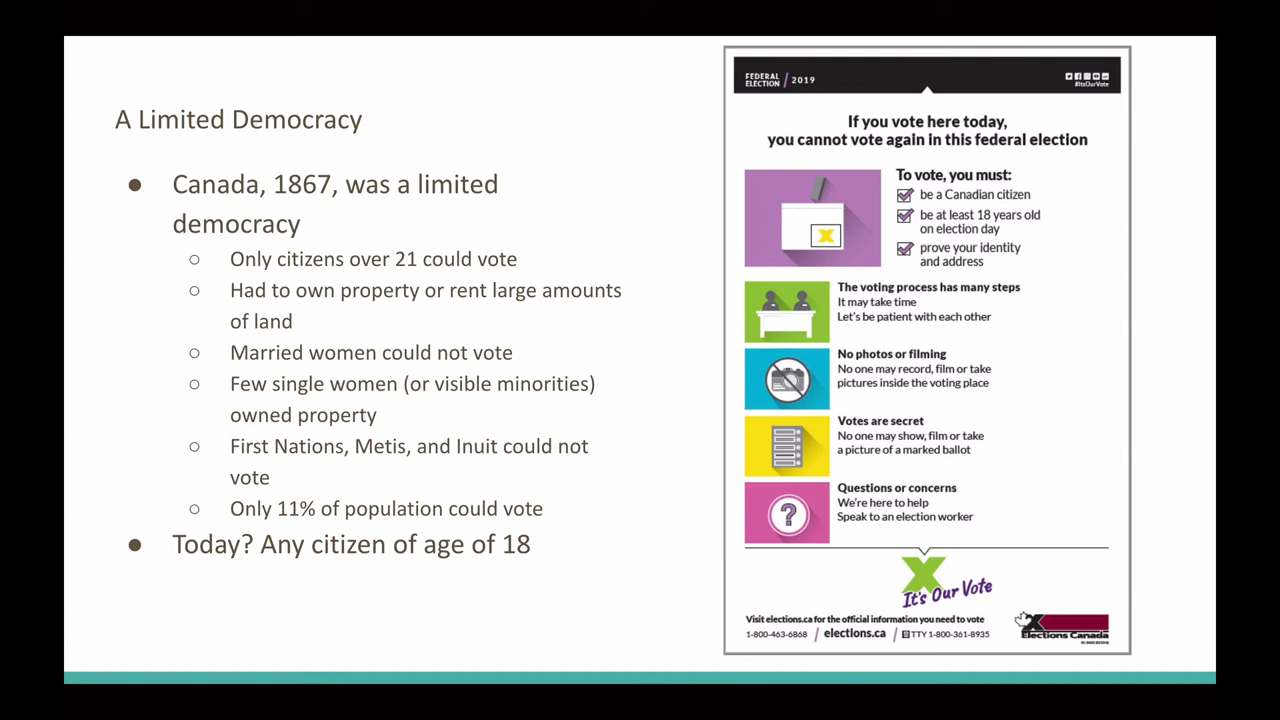 A Limited Democracy
● Canada, 1867, was a limited
democracy
○ Only citizens over 21 could vote
○ Had to own property or rent large amounts
of land
○ Married women could not vote
○ Few single women (or visible minorities)
owned property
○ First Nations, Metis, and Inuit could not
vote
○ Only 11% of population could vote
● Today? Any citizen of age of 18
FEDERAL
ELECTION / 2019
#ItsOurVote
If you vote here today,
you cannot vote again in this federal election
To vote, you must:
be a Canadian citizen
be at least 18 years old
on election day
prove your identity
and address
The voting process has many steps
It may take time
Let's be patient with each other
No photos or filming
No one may record, film or take
pictures inside the voting place
Votes are secret
No one may show, film or take
a picture of a marked ballot
?
Questions or concerns
We're here to help
Speak to an election worker
X
It's Our Vote
Visit elections.ca for the official information you need to vote
1-800-463-6868 / elections.ca / TTY 1-800-361-8935
Elections Canada